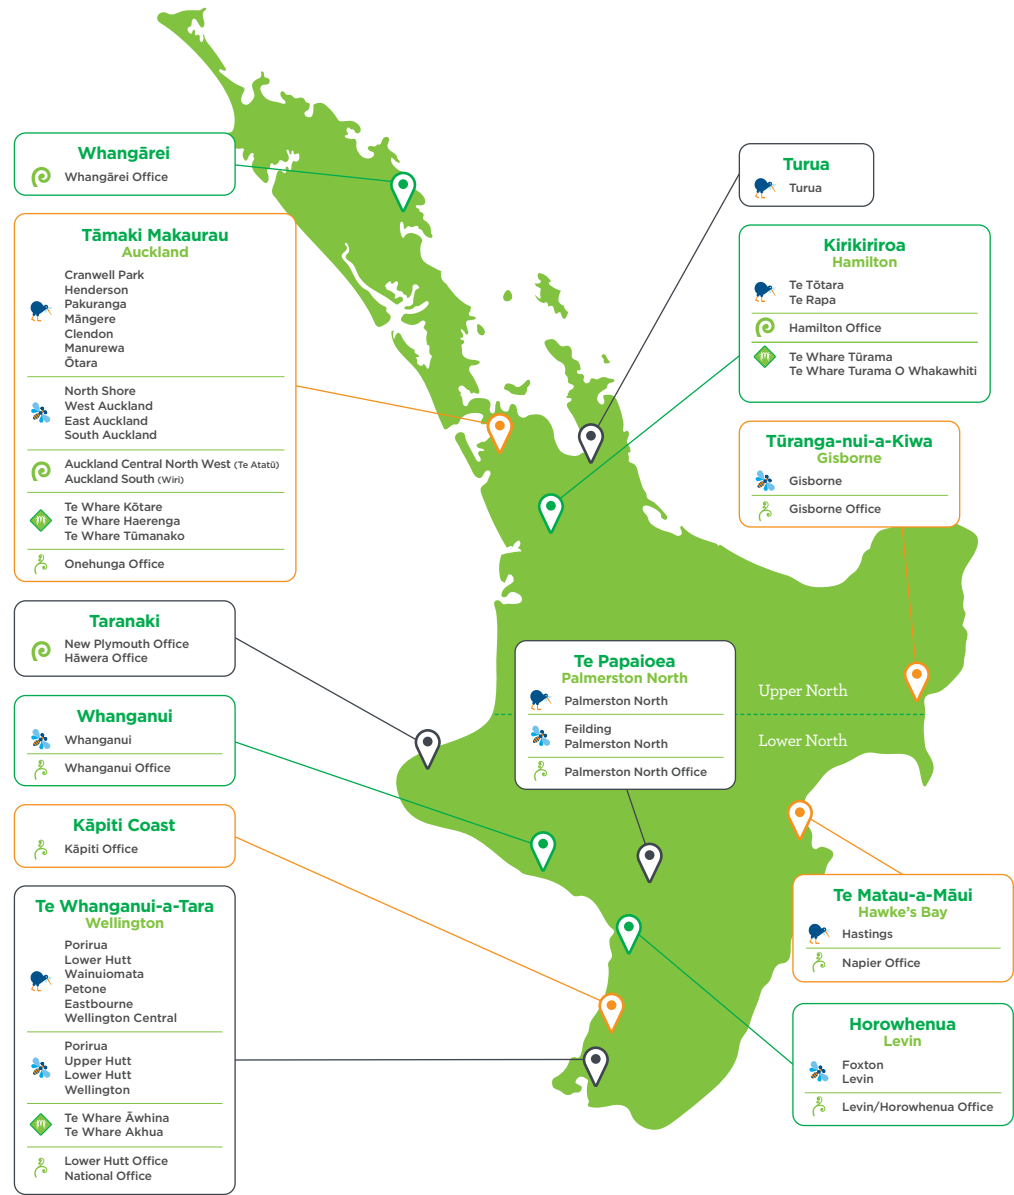 Whangārei
Whangārei Office
Tāmaki Makaurau
Auckland
Cranwell Park
Henderson
Pakuranga
Māngere
Clendon
Manurewa
Ōtara
North Shore
West Auckland
East Auckland
South Auckland
Auckland Central North West (Te Atatū)
Auckland South (Wiri)
Te Whare Kōtare
Te Whare Haerenga
Te Whare Tūmanako
Onehunga Office
Taranaki
New Plymouth Office
Hāwera Office
Whanganui
Whanganui
Whanganui Office
Kāpiti Coast
Kāpiti Office
Te Whanganui-a-Tara
Wellington
Porirua
Lower Hutt
Wainuiomata
Petone
Eastbourne
Wellington Central
Porirua
Upper Hutt
Lower Hutt
Wellington
Te Whare Āwhina
Te Whare Akhua
Lower Hutt Office
National Office
Te Papaioea
Palmerston North
Palmerston North
Feilding
Palmerston North
Palmerston North Office
Upper North
Lower North
Turua
Turua
Kirikiriroa
Hamilton
Te Tōtara
Te Rapa
Hamilton Office
Te Whare Tūrama
Te Whare Turama O Whakawhiti
Tūranga-nui-a-Kiwa
Gisborne
Gisborne
Gisborne Office
Te Matau-a-Māui
Hawke's Bay
Hastings
Napier Office
Horowhenua
Levin
Foxton
Levin
Levin/Horowhenua Office